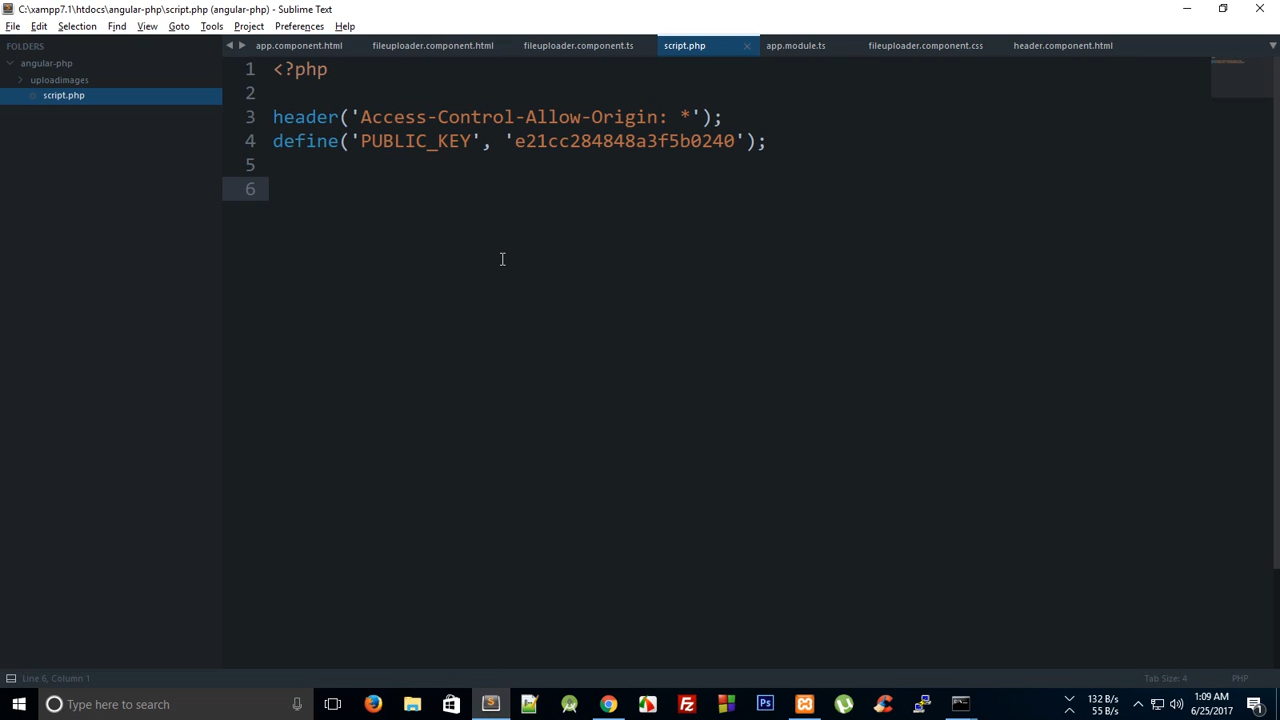 C:\xampp7.1\htdocs\angular-php\script.php (angular-php) - Sublime Text
File Edit Selection Find View Goto Tools Project Preferences Help
FOLDERS
angular-php
uploadimages
script.php
app.component.html fileuploader.component.html fileuploader.component.ts script.php app.module.ts fileuploader.component.css header.component.html
1 <?php
2
3 header('Access-Control-Allow-Origin: *');
4 define('PUBLIC_KEY', 'e21cc284848a3f5b0240');
5
6
Line 6, Column 1
Tab Size: 4 PHP
Type here to search
132 B/s
55 B/s
1:09 AM
6/25/2017
1